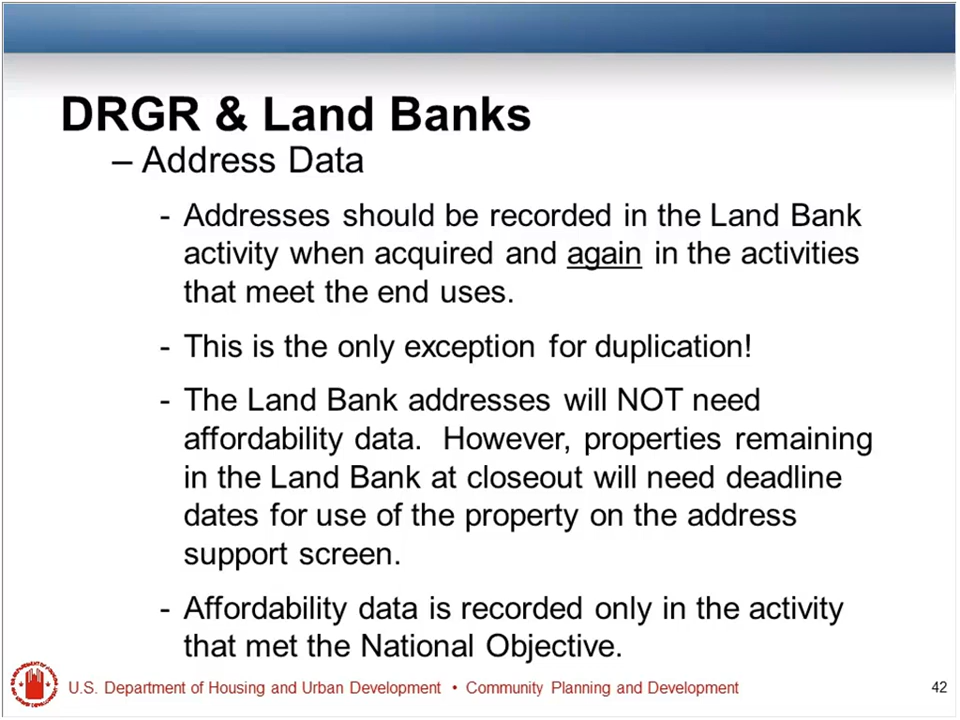 DRGR & Land Banks
– Address Data
- Addresses should be recorded in the Land Bank
activity when acquired and again in the activities
that meet the end uses.
- This is the only exception for duplication!
- The Land Bank addresses will NOT need
affordability data.  However, properties remaining
in the Land Bank at closeout will need deadline
dates for use of the property on the address
support screen.
- Affordability data is recorded only in the activity
that met the National Objective.
U.S. Department of Housing and Urban Development • Community Planning and Development
42